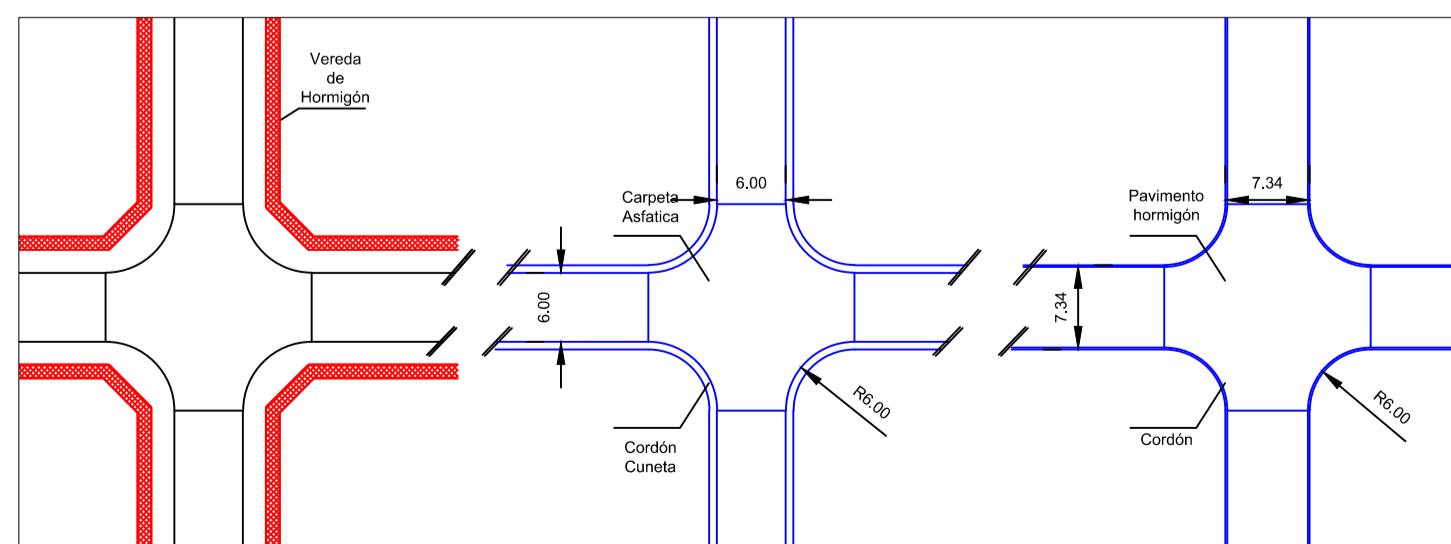 Vereda
de
Hormigón
Carpeta
Asfatica
6.00
6.00
Cordón
Cuneta
R6.00
Pavimento
hormigón
7.34
7.34
Cordón
R6.00